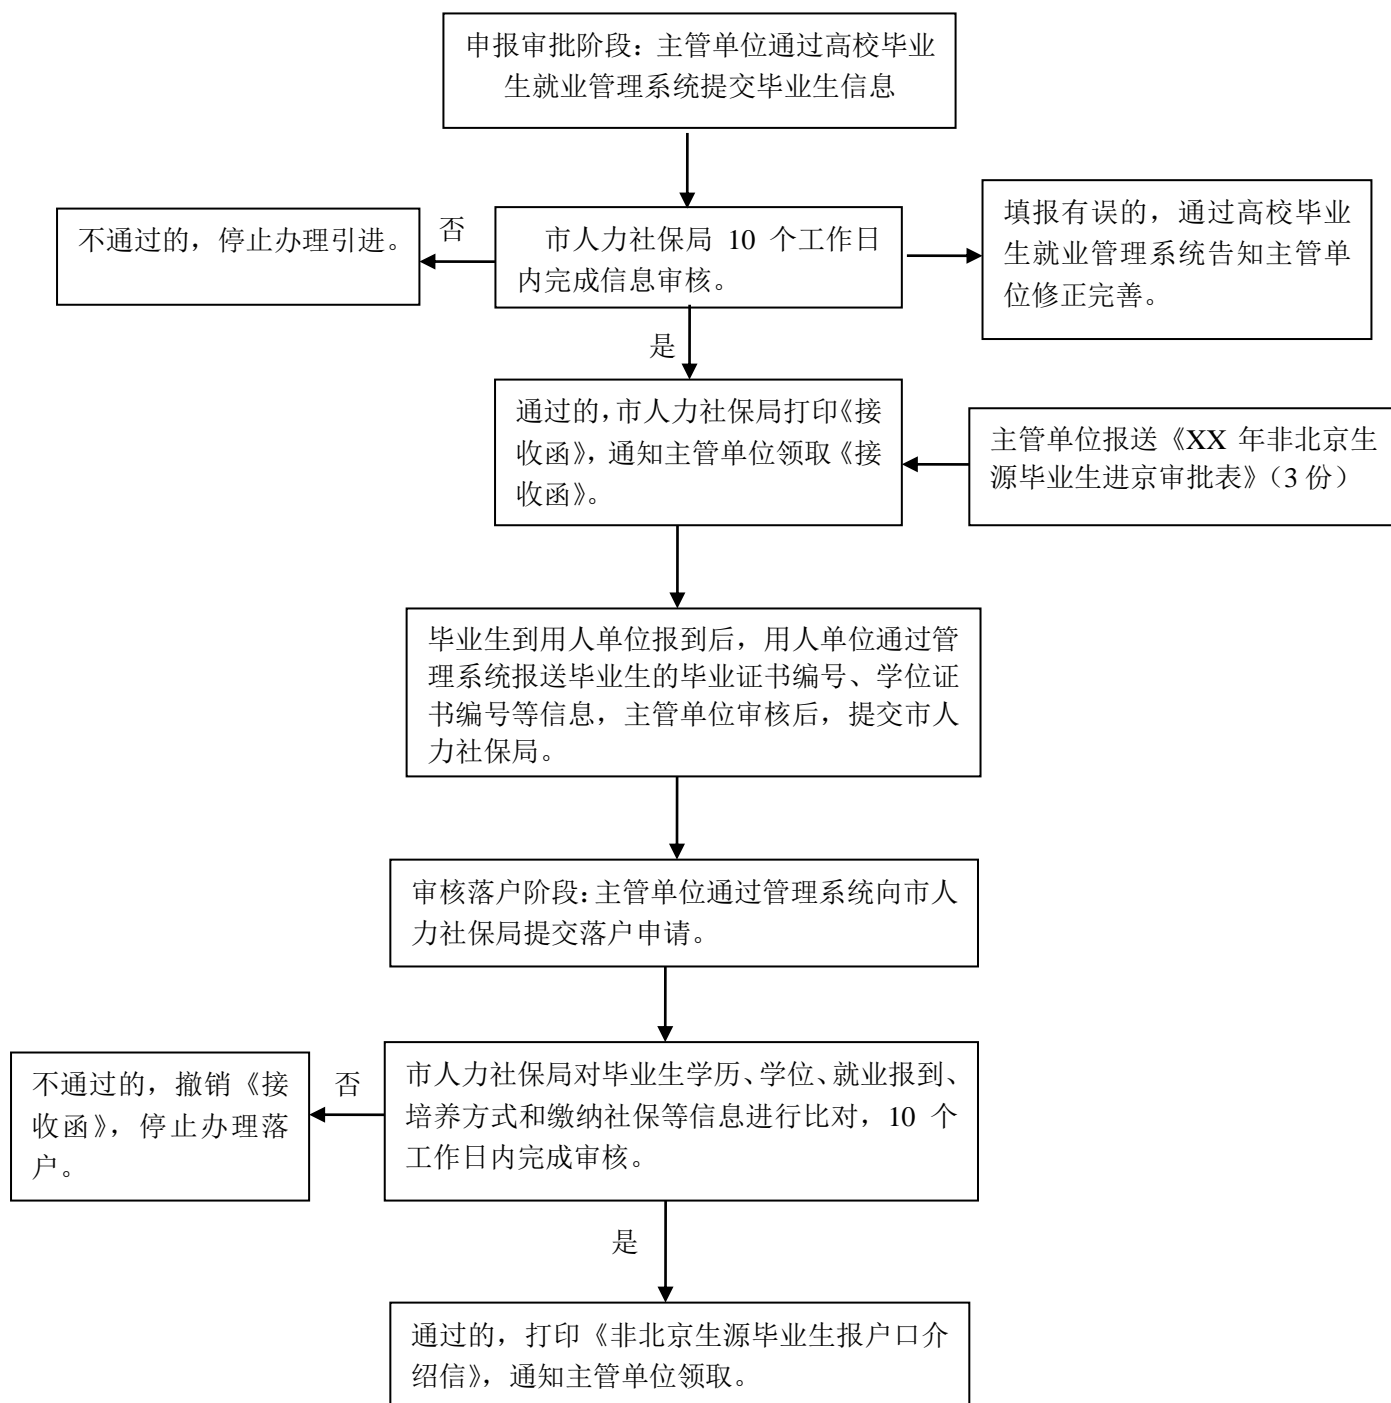 申报审批阶段：主管单位通过高校毕业
生就业管理系统提交毕业生信息
不通过的，停止办理引进。
否
市人力社保局 10 个工作日
内完成信息审核。
填报有误的，通过高校毕业
生就业管理系统告知主管单
位修正完善。
是
通过的，市人力社保局打印《接
收函》，通知主管单位领取《接
收函》。
主管单位报送《XX 年非北京生
源毕业生进京审批表》（3 份）
毕业生到用人单位报到后，用人单位通过管
理系统报送毕业生的毕业证书编号、学位证
书编号等信息，主管单位审核后，提交市人
力社保局。
审核落户阶段：主管单位通过管理系统向市人
力社保局提交落户申请。
不通过的，撤销《接
收函》，停止办理落
户。
否
市人力社保局对毕业生学历、学位、就业报到、
培养方式和缴纳社保等信息进行比对，10 个
工作日内完成审核。
是
通过的，打印《非北京生源毕业生报户口介
绍信》，通知主管单位领取。